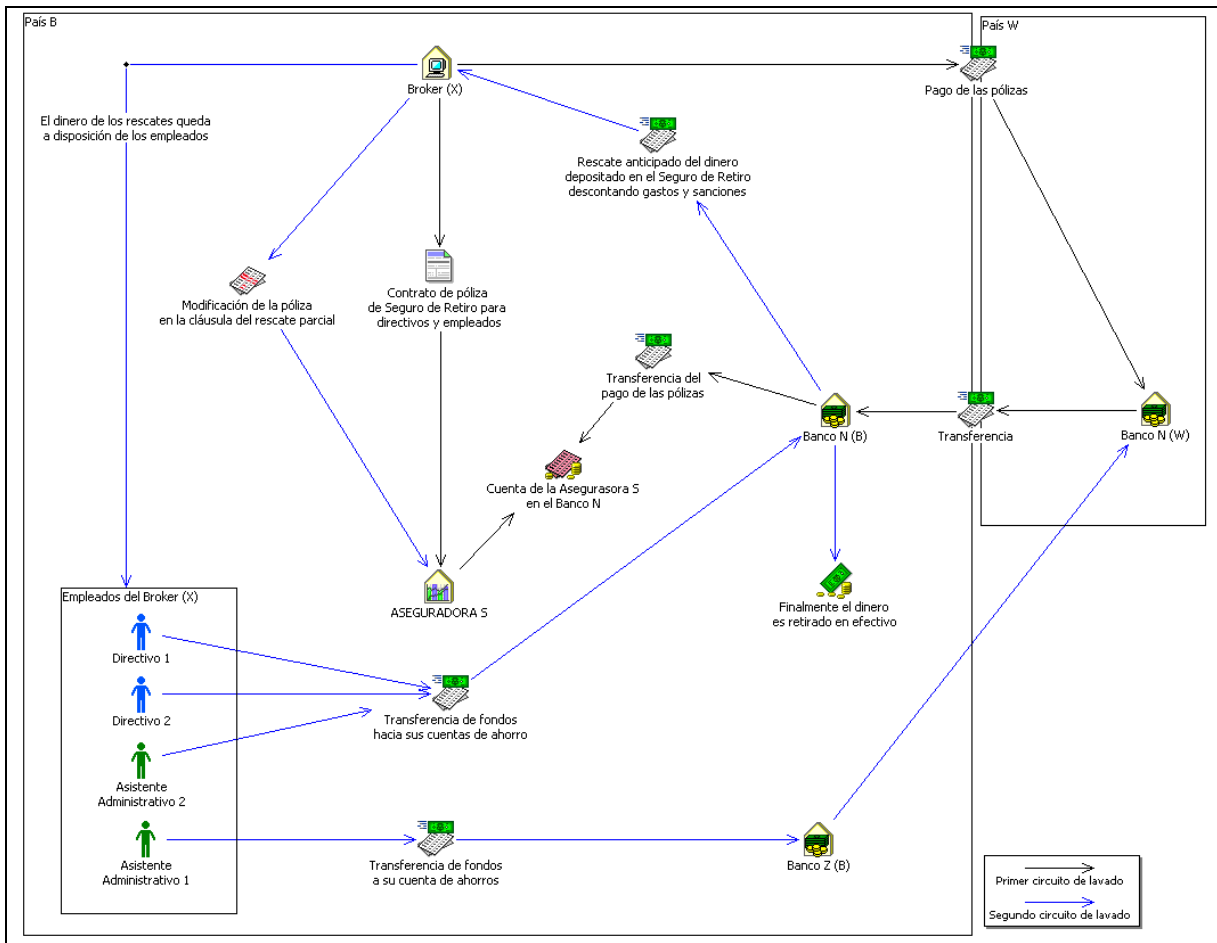 País B
País W
Broker (X)
Pago de las pólizas
El dinero de los rescates queda
a disposición de los empleados
Rescate anticipado del dinero
depositado en el Seguro de Retiro
descontando gastos y sanciones
Modificación de la póliza
en la cláusula del rescate parcial
Contrato de póliza
de Seguro de Retiro para
directivos y empleados
Transferencia del
pago de las pólizas
Banco N (B)
Transferencia
Banco N (W)
Cuenta de la Asegurasora S
en el Banco N
ASEGURADORA S
Finalmente el dinero
es retirado en efectivo
Empleados del Broker (X)
Directivo 1
Directivo 2
Transferencia de fondos
hacia sus cuentas de ahorro
Asistente
Administrativo 2
Asistente
Administrativo 1
Transferencia de fondos
a su cuenta de ahorros
Banco Z (B)
Primer circuito de lavado
Segundo circuito de lavado